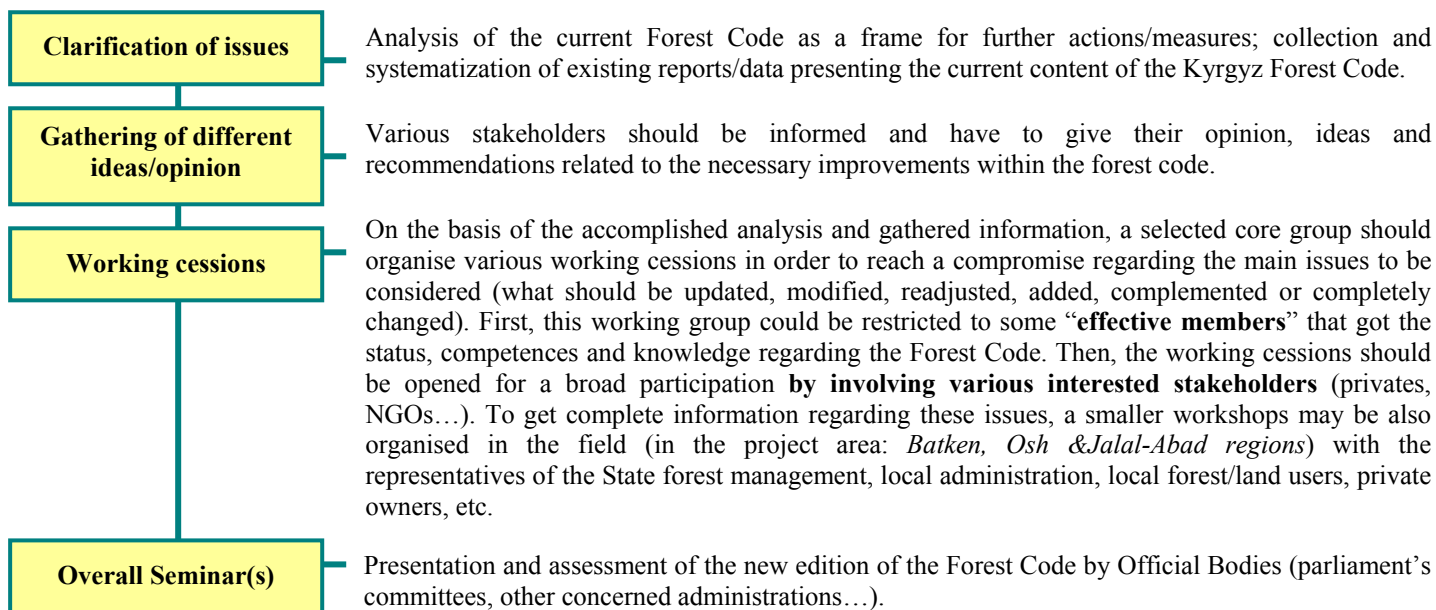 Clarification of issues
Analysis of the current Forest Code as a frame for further actions/measures; collection and
systematization of existing reports/data presenting the current content of the Kyrgyz Forest Code.
Gathering of different
ideas/opinion
Various stakeholders should be informed and have to give their opinion, ideas and
recommendations related to the necessary improvements within the forest code.
Working cessions
On the basis of the accomplished analysis and gathered information, a selected core group should
organise various working cessions in order to reach a compromise regarding the main issues to be
considered (what should be updated, modified, readjusted, added, complemented or completely
changed). First, this working group could be restricted to some “effective members” that got the
status, competences and knowledge regarding the Forest Code. Then, the working cessions should
be opened for a broad participation by involving various interested stakeholders (privates,
NGOs…). To get complete information regarding these issues, a smaller workshops may be also
organised in the field (in the project area: Batken, Osh &Jalal-Abad regions) with the
representatives of the State forest management, local administration, local forest/land users, private
owners, etc.
Overall Seminar(s)
Presentation and assessment of the new edition of the Forest Code by Official Bodies (parliament’s
committees, other concerned administrations…).